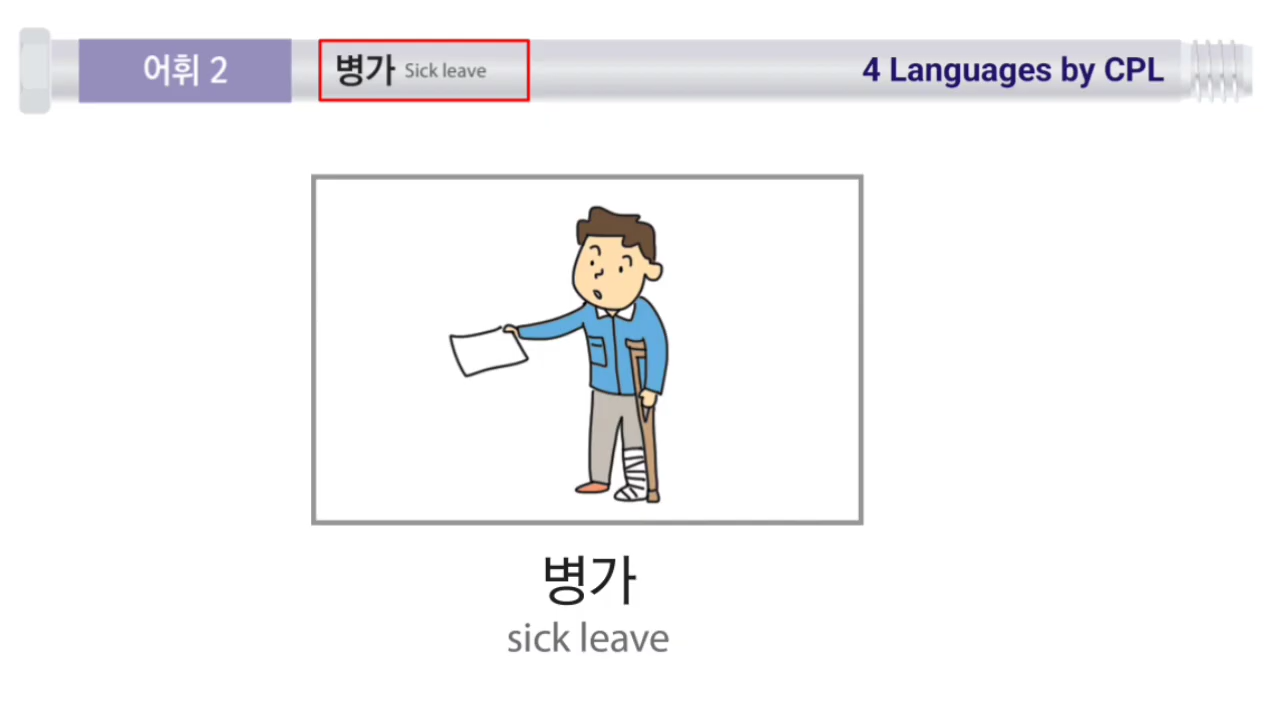 어휘 2
병가 Sick leave
4 Languages by CPL
병가
sick leave